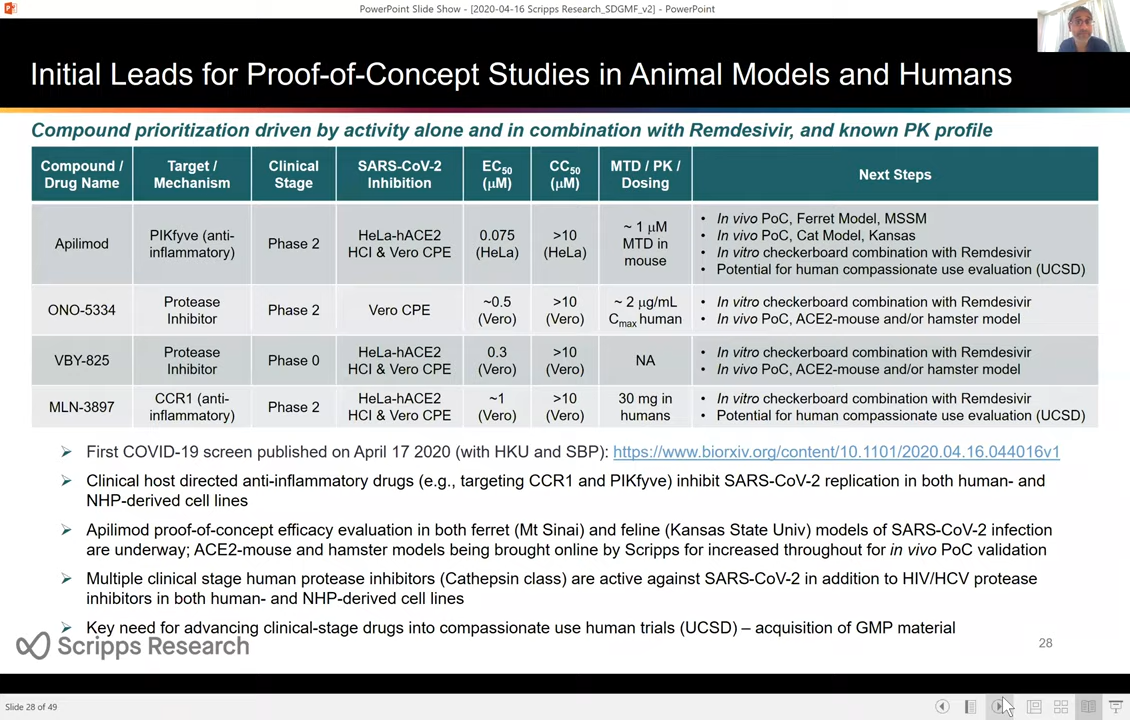 PowerPoint Slide Show - [2020-04-16 Scripps Research_SDGMF_v2] - PowerPoint
Initial Leads for Proof-of-Concept Studies in Animal Models and Humans
Compound prioritization driven by activity alone and in combination with Remdesivir, and known PK profile
Compound / Drug Name
Target / Mechanism
Clinical Stage
SARS-CoV-2 Inhibition
EC50 (µM)
CC50 (µM)
MTD / PK / Dosing
Next Steps
Apilimod
PIKfyve (anti-inflammatory)
Phase 2
HeLa-hACE2 HCI & Vero CPE
0.075 (HeLa)
>10 (HeLa)
~ 1 µM MTD in mouse
• In vivo PoC, Ferret Model, MSSM
• In vivo PoC, Cat Model, Kansas
• In vitro checkerboard combination with Remdesivir
• Potential for human compassionate use evaluation (UCSD)
ONO-5334
Protease Inhibitor
Phase 2
Vero CPE
~0.5 (Vero)
>10 (Vero)
~ 2 µg/mL Cmax human
• In vitro checkerboard combination with Remdesivir
• In vivo PoC, ACE2-mouse and/or hamster model
VBY-825
Protease Inhibitor
Phase 0
HeLa-hACE2 HCI & Vero CPE
0.3 (Vero)
>10 (Vero)
NA
• In vitro checkerboard combination with Remdesivir
• In vivo PoC, ACE2-mouse and/or hamster model
MLN-3897
CCR1 (anti-inflammatory)
Phase 2
HeLa-hACE2 HCI & Vero CPE
~1 (Vero)
>10 (Vero)
30 mg in humans
• In vitro checkerboard combination with Remdesivir
• Potential for human compassionate use evaluation (UCSD)
➢ First COVID-19 screen published on April 17 2020 (with HKU and SBP): https://www.biorxiv.org/content/10.1101/2020.04.16.044016v1
➢ Clinical host directed anti-inflammatory drugs (e.g., targeting CCR1 and PIKfyve) inhibit SARS-CoV-2 replication in both human- and
NHP-derived cell lines
➢ Apilimod proof-of-concept efficacy evaluation in both ferret (Mt Sinai) and feline (Kansas State Univ) models of SARS-CoV-2 infection
are underway; ACE2-mouse and hamster models being brought online by Scripps for increased throughout for in vivo PoC validation
➢ Multiple clinical stage human protease inhibitors (Cathepsin class) are active against SARS-CoV-2 in addition to HIV/HCV protease
inhibitors in both human- and NHP-derived cell lines
➢ Key need for advancing clinical-stage drugs into compassionate use human trials (UCSD) – acquisition of GMP material
Scripps Research
28
Slide 28 of 49